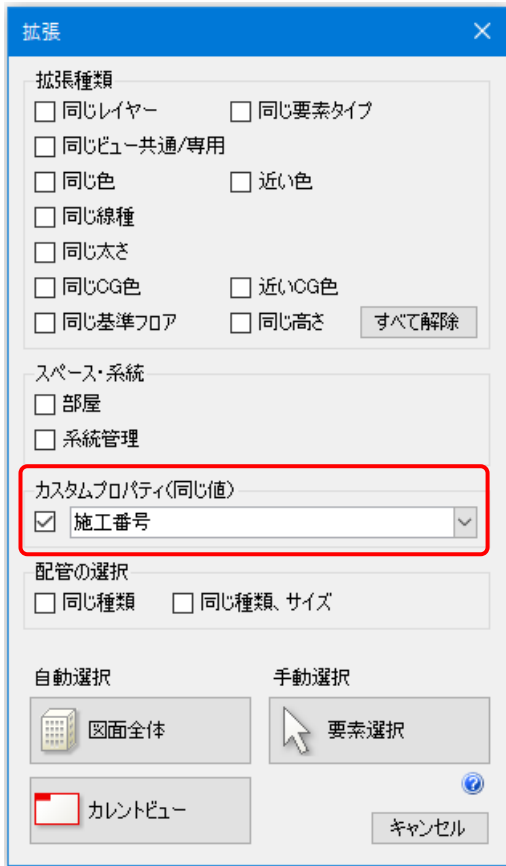 拡張
拡張種類
同じレイヤー 同じ要素タイプ
同じビュー共通/専用
同じ色 近い色
同じ線種
同じ太さ
同じCG色 近いCG色
同じ基準フロア 同じ高さ すべて解除
スペース・系統
部屋
系統管理
カスタムプロパティ(同じ値)
施工番号
配管の選択
同じ種類 同じ種類、サイズ
自動選択 手動選択
図面全体 要素選択
カレントビュー
キャンセル